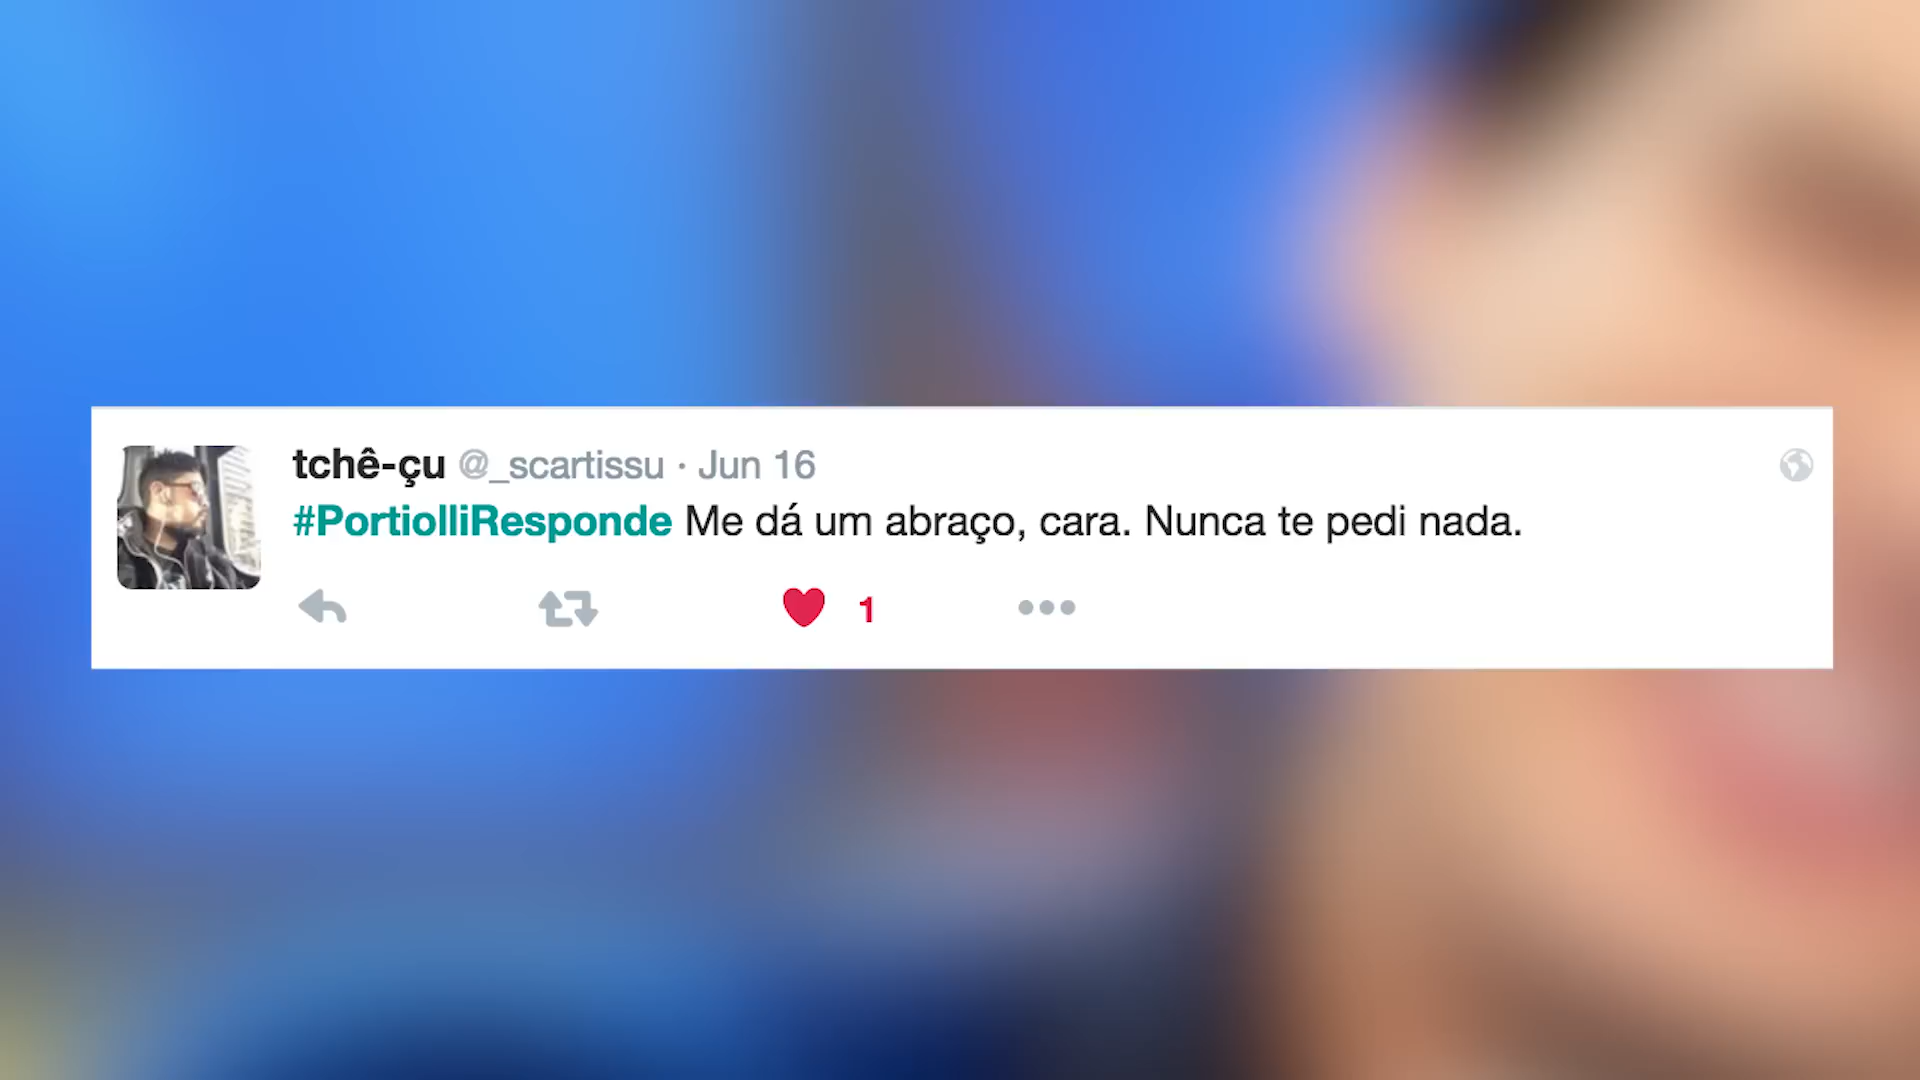 tchê-çu @_scartissu · Jun 16
#PortiolliResponde Me dá um abraço, cara. Nunca te pedi nada.
1